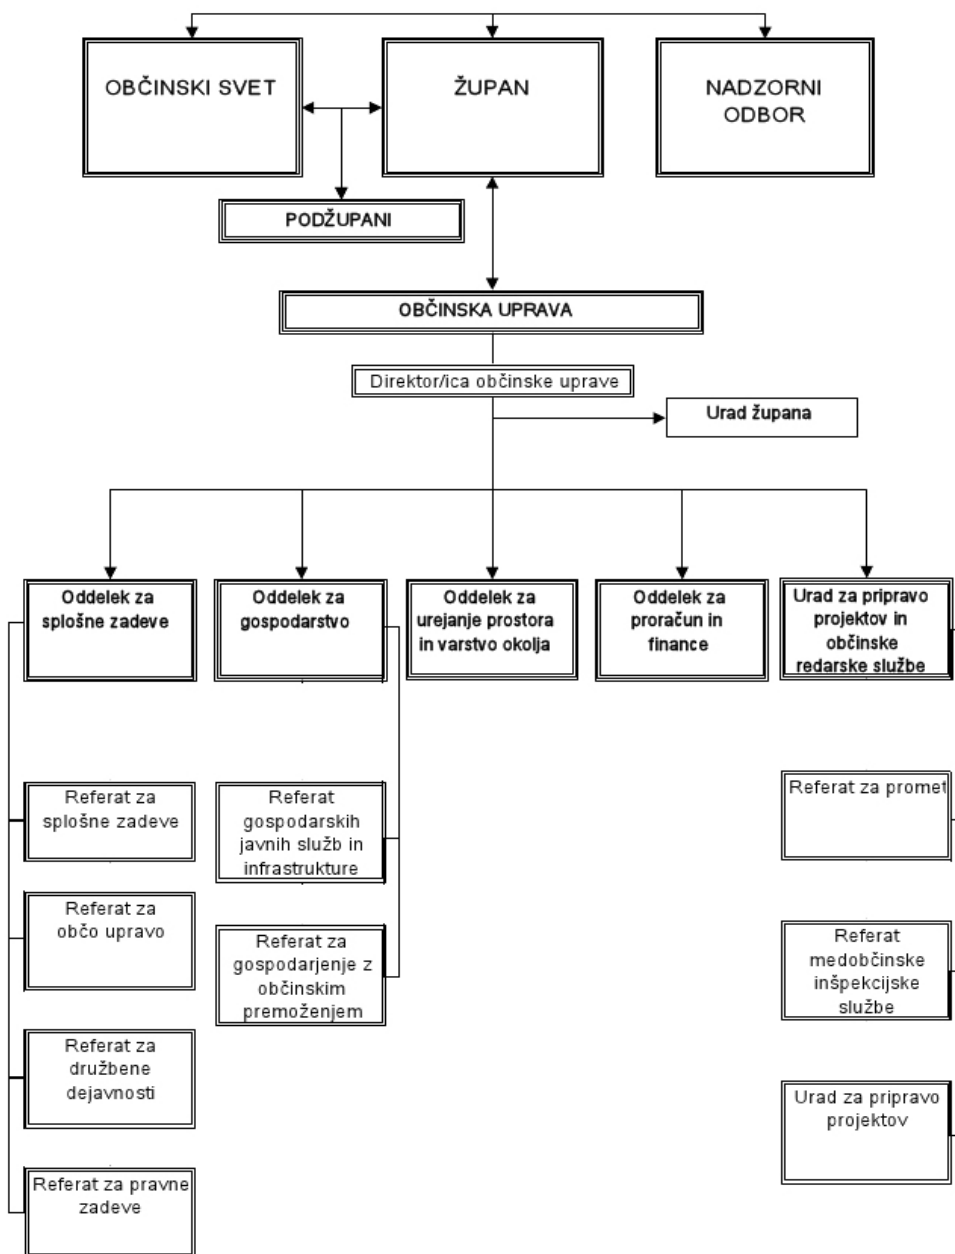 OBČINSKI SVET
ŽUPAN
NADZORNI
ODBOR
PODŽUPANI
OBČINSKA UPRAVA
Direktor/ica občinske uprave
Urad župana
Oddelek za
splošne zadeve
Oddelek za
gospodarstvo
Oddelek za
urejanje prostora
in varstvo okolja
Oddelek za
proračun in
finance
Urad za pripravo
projektov in
občinske
redarske službe
Referat za
splošne zadeve
Referat
gospodarskih
javnih služb in
infrastrukture
Referat za promet
Referat za
občo upravo
Referat za
gospodarjenje z
občinskim
premoženjem
Referat
medobčinske
inšpekcijske
službe
Referat za
družbene
dejavnosti
Urad za pripravo
projektov
Referat za pravne
zadeve